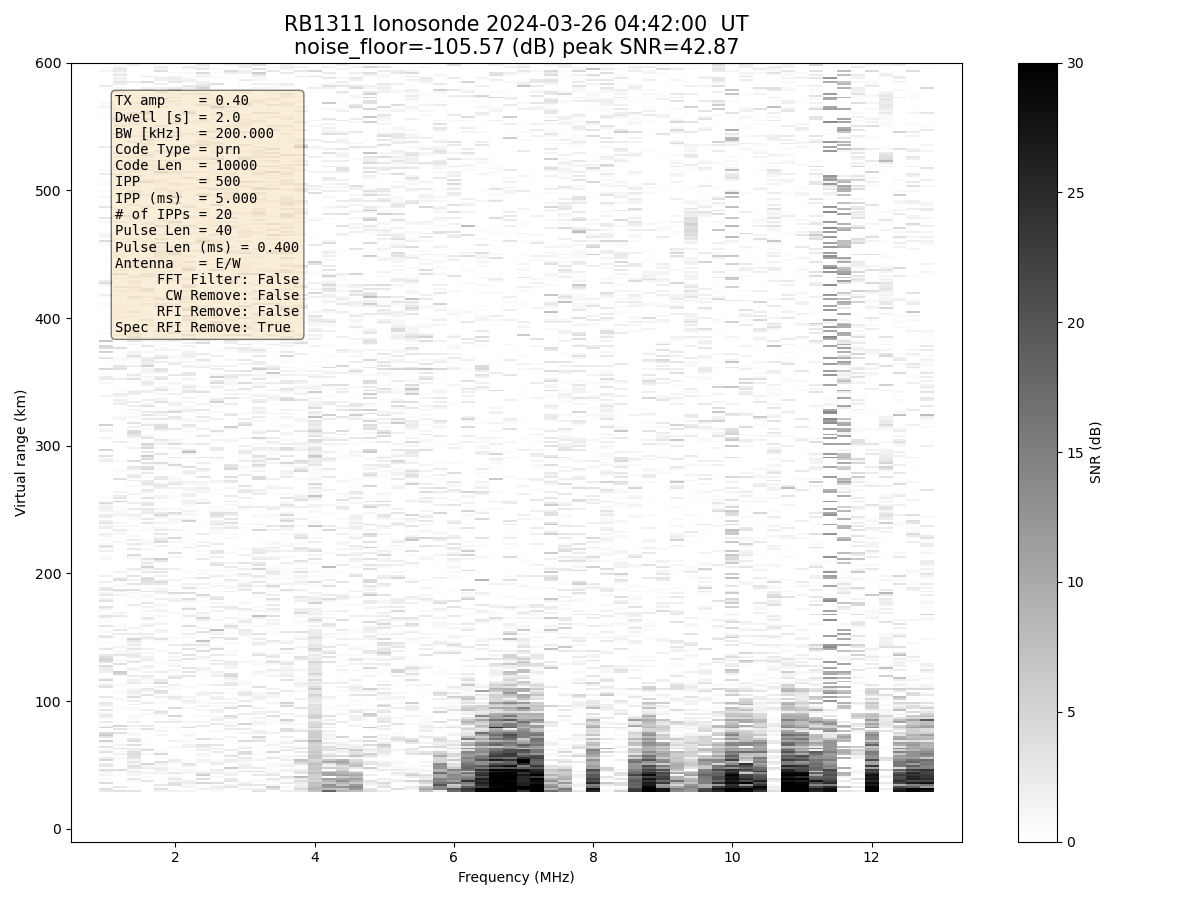 RB1311 Ionosonde 2024-03-26 04:42:00  UT
noise_floor=-105.57 (dB) peak SNR=42.87
TX amp    = 0.40
Dwell [s] = 2.0
BW [kHz]  = 200.000
Code Type = prn
Code Len  = 10000
IPP       = 500
IPP (ms)  = 5.000
# of IPPs = 20
Pulse Len = 40
Pulse Len (ms) = 0.400
Antenna   = E/W
FFT Filter: False
CW Remove: False
RFI Remove: False
Spec RFI Remove: True
600
500
400
300
200
100
0
Virtual range (km)
2
4
6
8
10
12
Frequency (MHz)
30
25
20
15
10
5
0
SNR (dB)